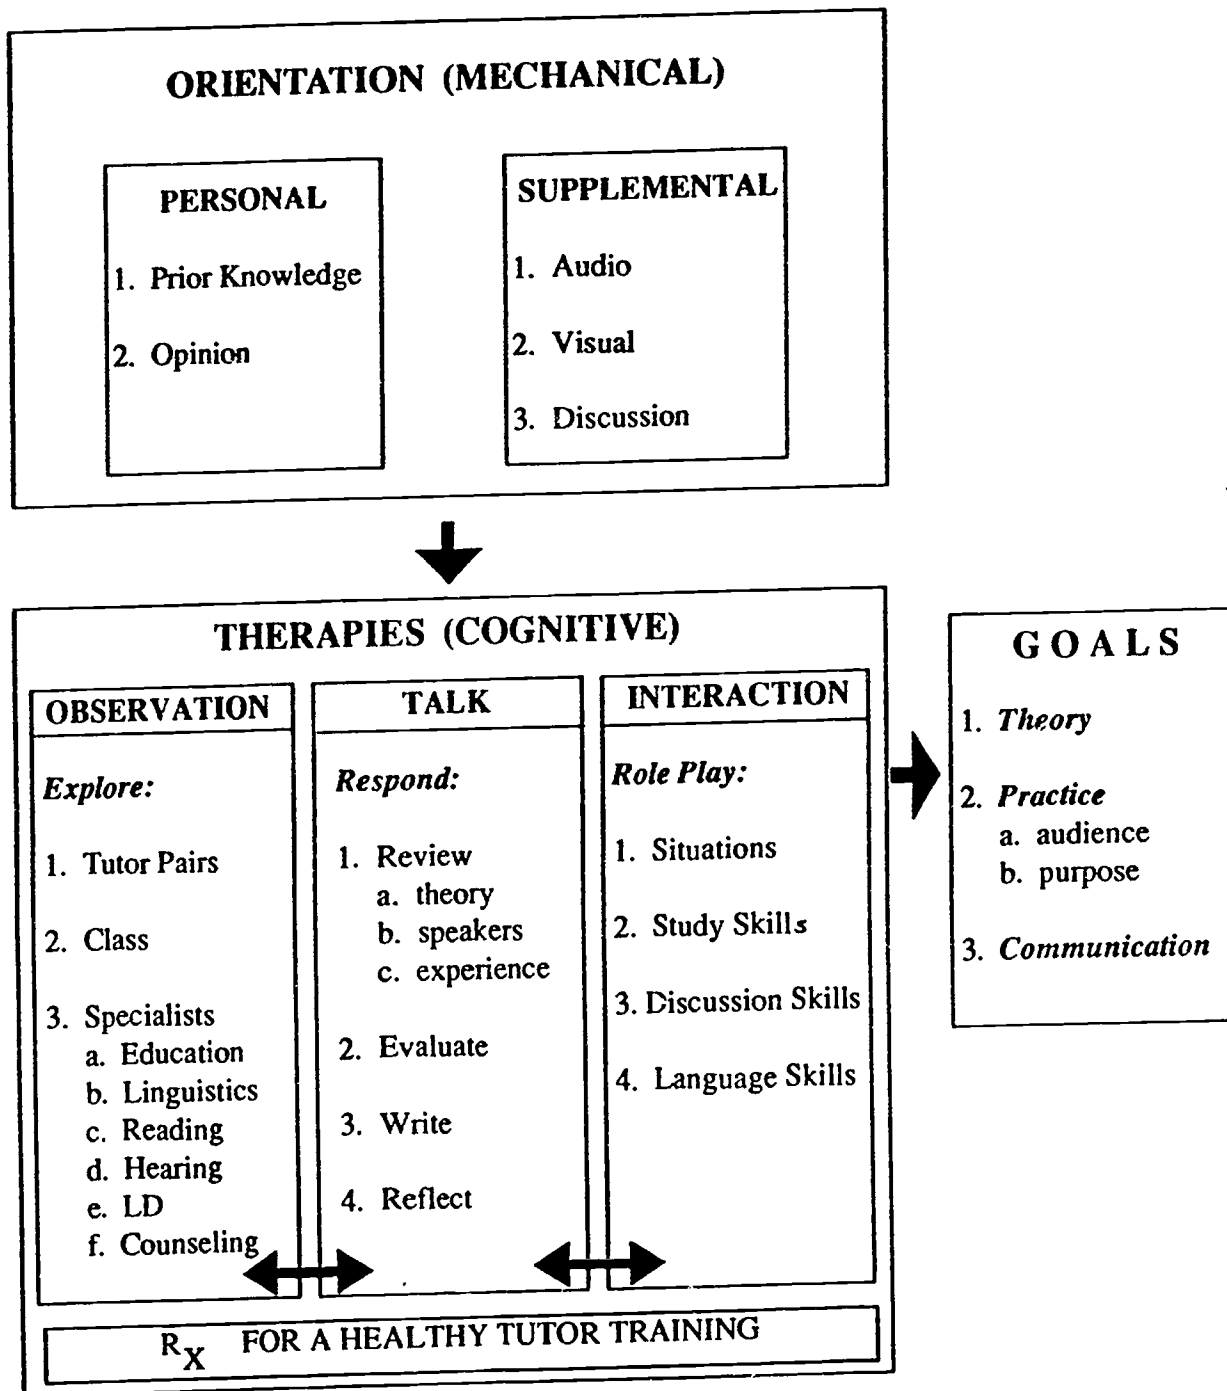 ORIENTATION (MECHANICAL)
PERSONAL
1. Prior Knowledge
2. Opinion
SUPPLEMENTAL
1. Audio
2. Visual
3. Discussion
THERAPIES (COGNITIVE)
OBSERVATION
Explore:
1. Tutor Pairs
2. Class
3. Specialists
a. Education
b. Linguistics
c. Reading
d. Hearing
e. LD
f. Counseling
TALK
Respond:
1. Review
a. theory
b. speakers
c. experience
2. Evaluate
3. Write
4. Reflect
INTERACTION
Role Play:
1. Situations
2. Study Skills
3. Discussion Skills
4. Language Skills
RX FOR A HEALTHY TUTOR TRAINING
GOALS
1. Theory
2. Practice
a. audience
b. purpose
3. Communication